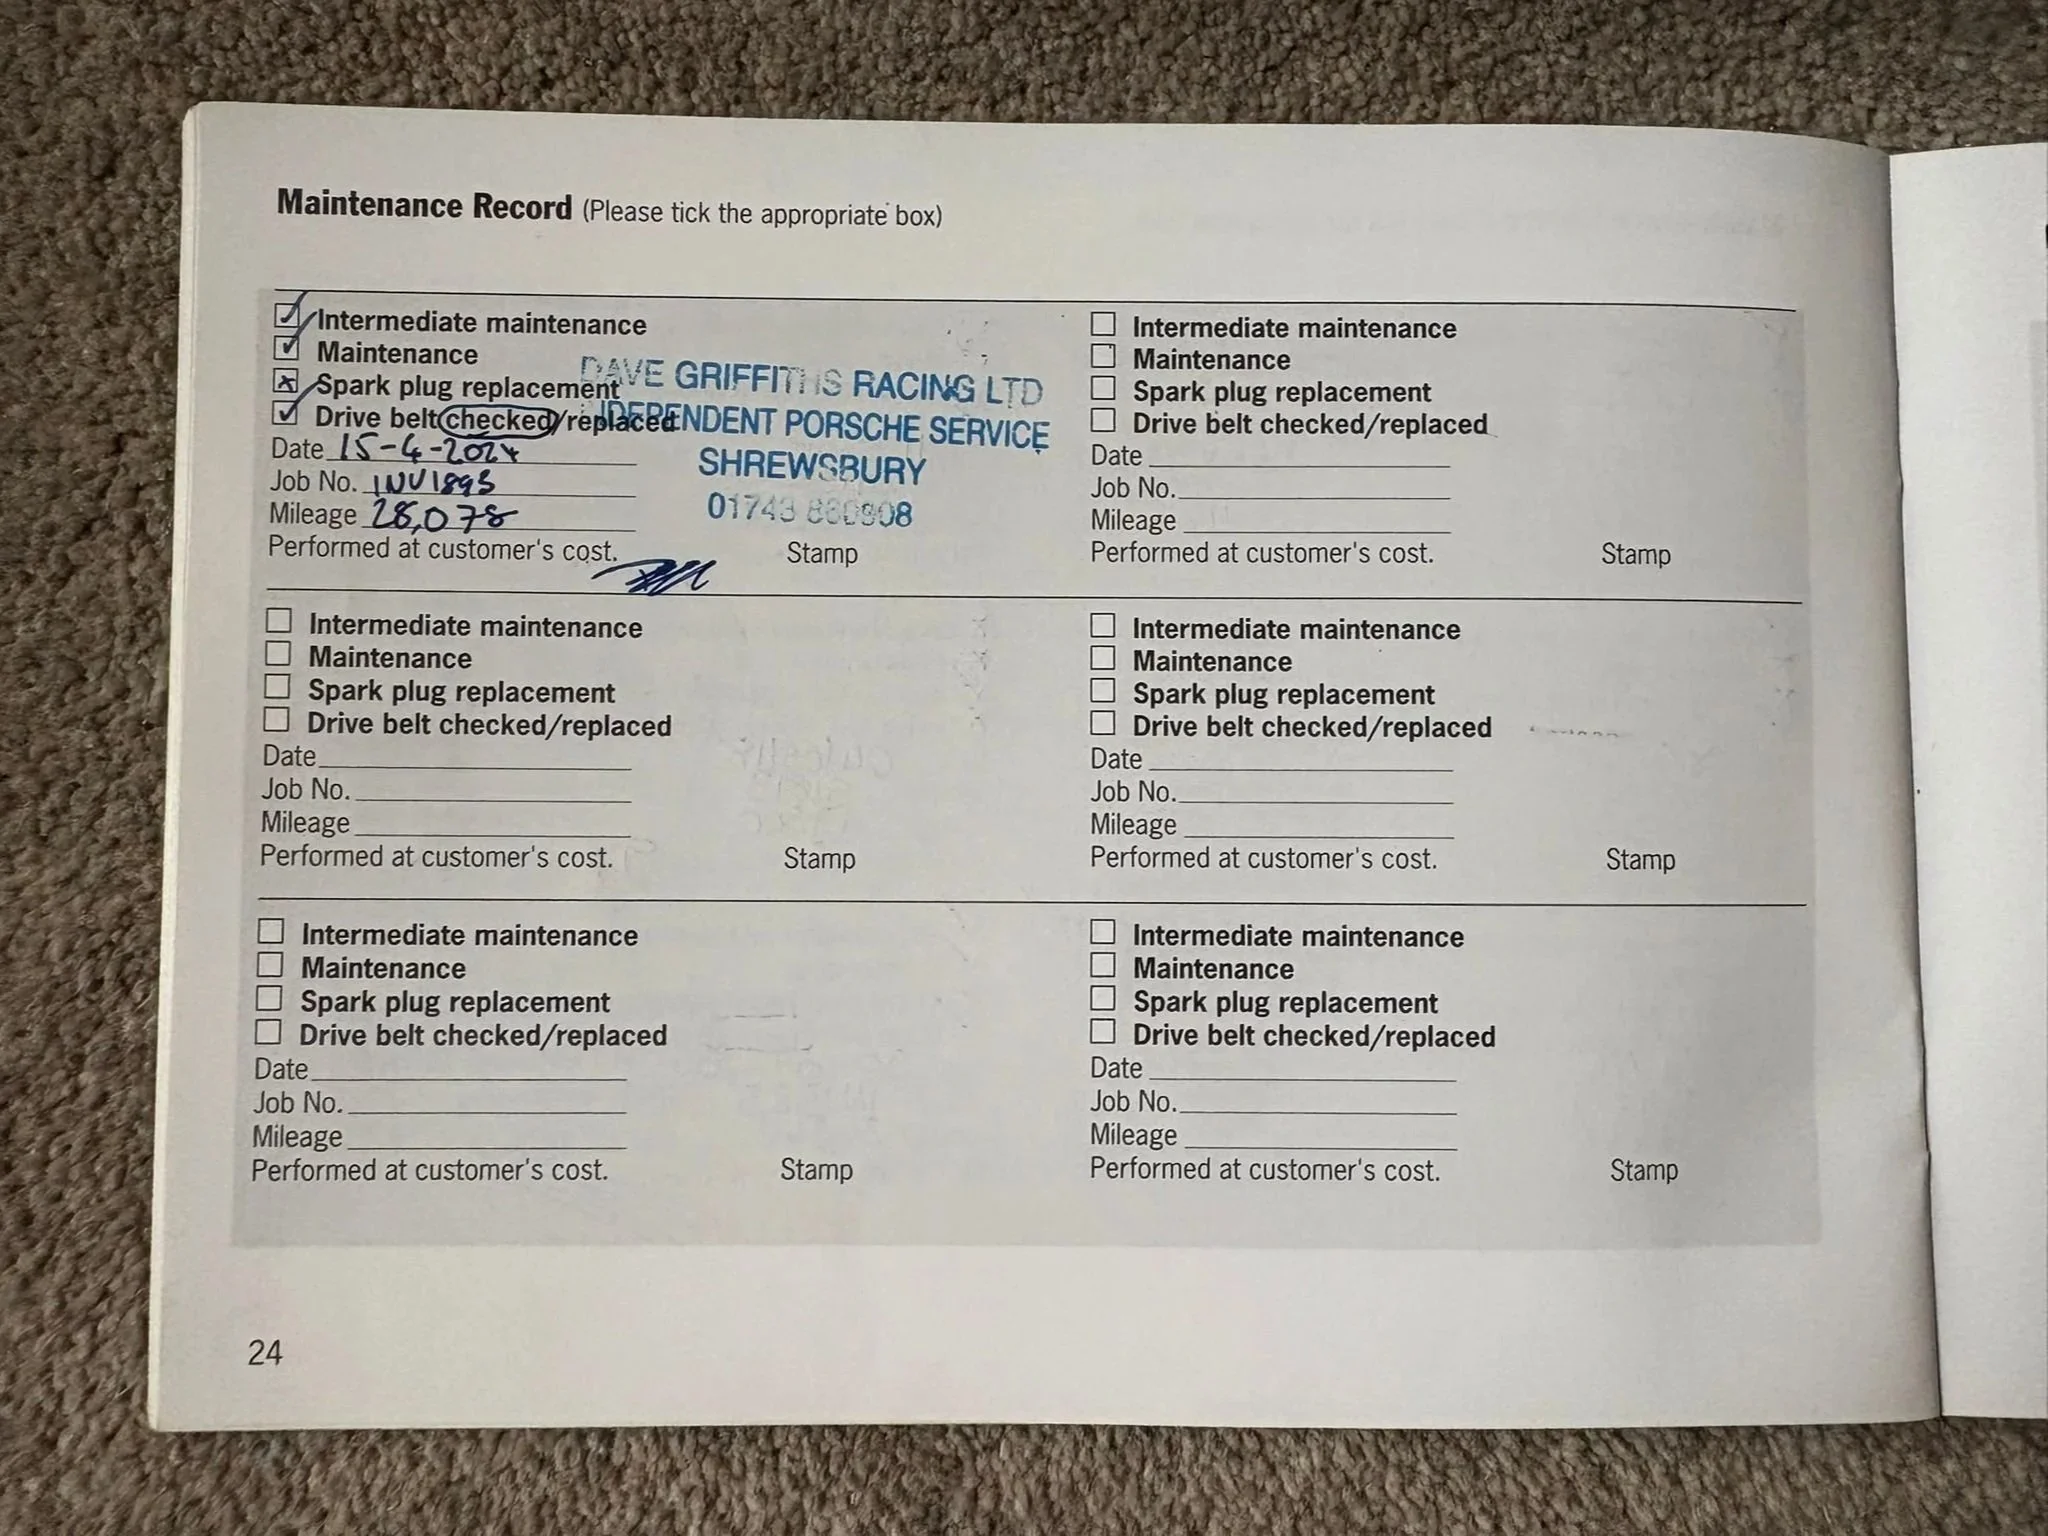 Maintenance Record (Please tick the appropriate box)
Intermediate maintenance
Maintenance
Spark plug replacement
Drive belt checked/replaced
Date 15-4-2024
Job No. INV1895
Mileage 28,078
Performed at customer's cost.
Stamp
DAVE GRIFFITHS RACING LTD
INDEPENDENT PORSCHE SERVICE
SHREWSBURY
01743
Intermediate maintenance
Maintenance
Spark plug replacement
Drive belt checked/replaced
Date
Job No.
Mileage
Performed at customer's cost.
Stamp
Intermediate maintenance
Maintenance
Spark plug replacement
Drive belt checked/replaced
Date
Job No.
Mileage
Performed at customer's cost.
Stamp
Intermediate maintenance
Maintenance
Spark plug replacement
Drive belt checked/replaced
Date
Job No.
Mileage
Performed at customer's cost.
Stamp
Intermediate maintenance
Maintenance
Spark plug replacement
Drive belt checked/replaced
Date
Job No.
Mileage
Performed at customer's cost.
Stamp
Intermediate maintenance
Maintenance
Spark plug replacement
Drive belt checked/replaced
Date
Job No.
Mileage
Performed at customer's cost.
Stamp
24